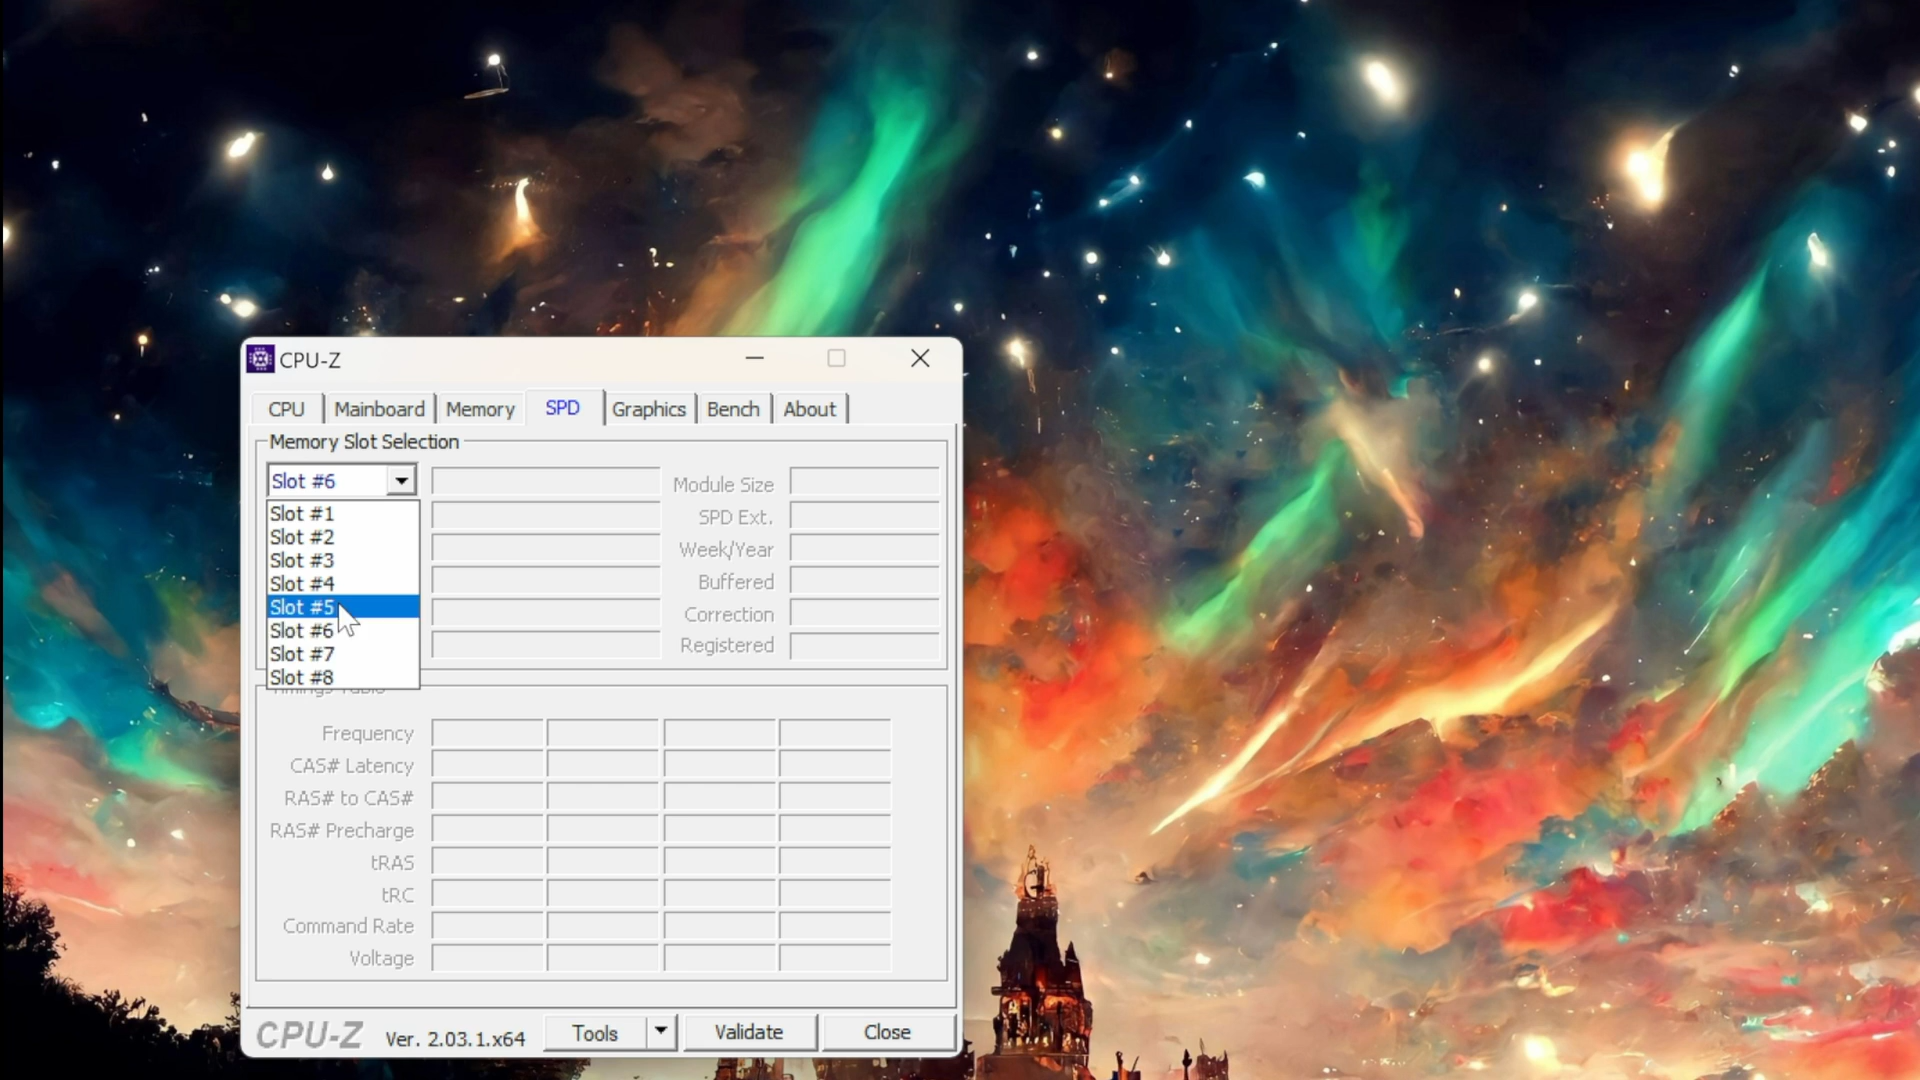 CPU-Z
CPU Mainboard Memory SPD Graphics Bench About
Memory Slot Selection
Slot #6
Module Size
Slot #1
SPD Ext.
Slot #2
Week/Year
Slot #3
Buffered
Slot #4
Correction
Slot #5
Registered
Slot #6
Slot #7
Slot #8
Timings Table
Frequency
CAS# Latency
RAS# to CAS#
RAS# Precharge
tRAS
tRC
Command Rate
Voltage
CPU-Z Ver. 2.03.1.x64 Tools Validate Close